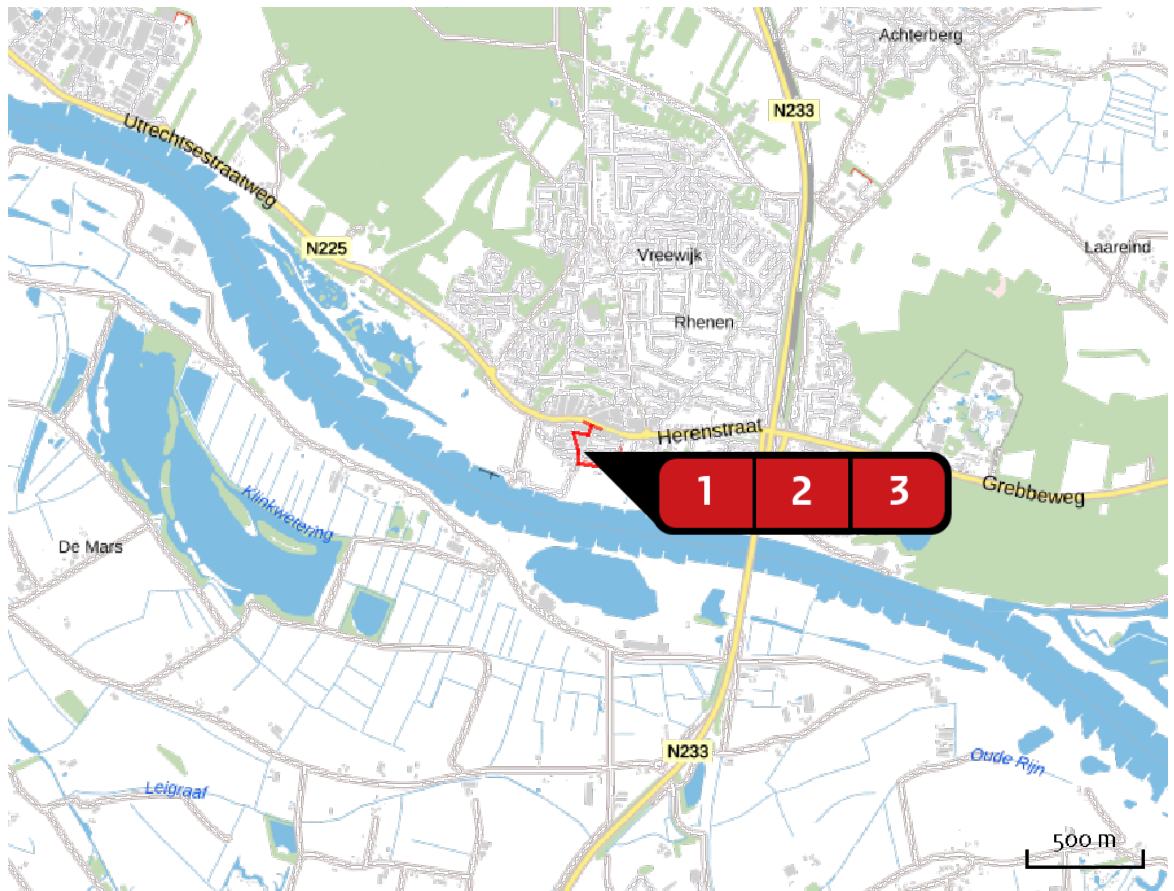 Achterberg
N233
Utrechtsestraatweg
N225
Vreewijk
Laareind
Rhenen
Herenstraat
1 2 3
Grebbeweg
Klinkwetering
De Mars
N233
Oude Rijn
Leigraaf
500 m